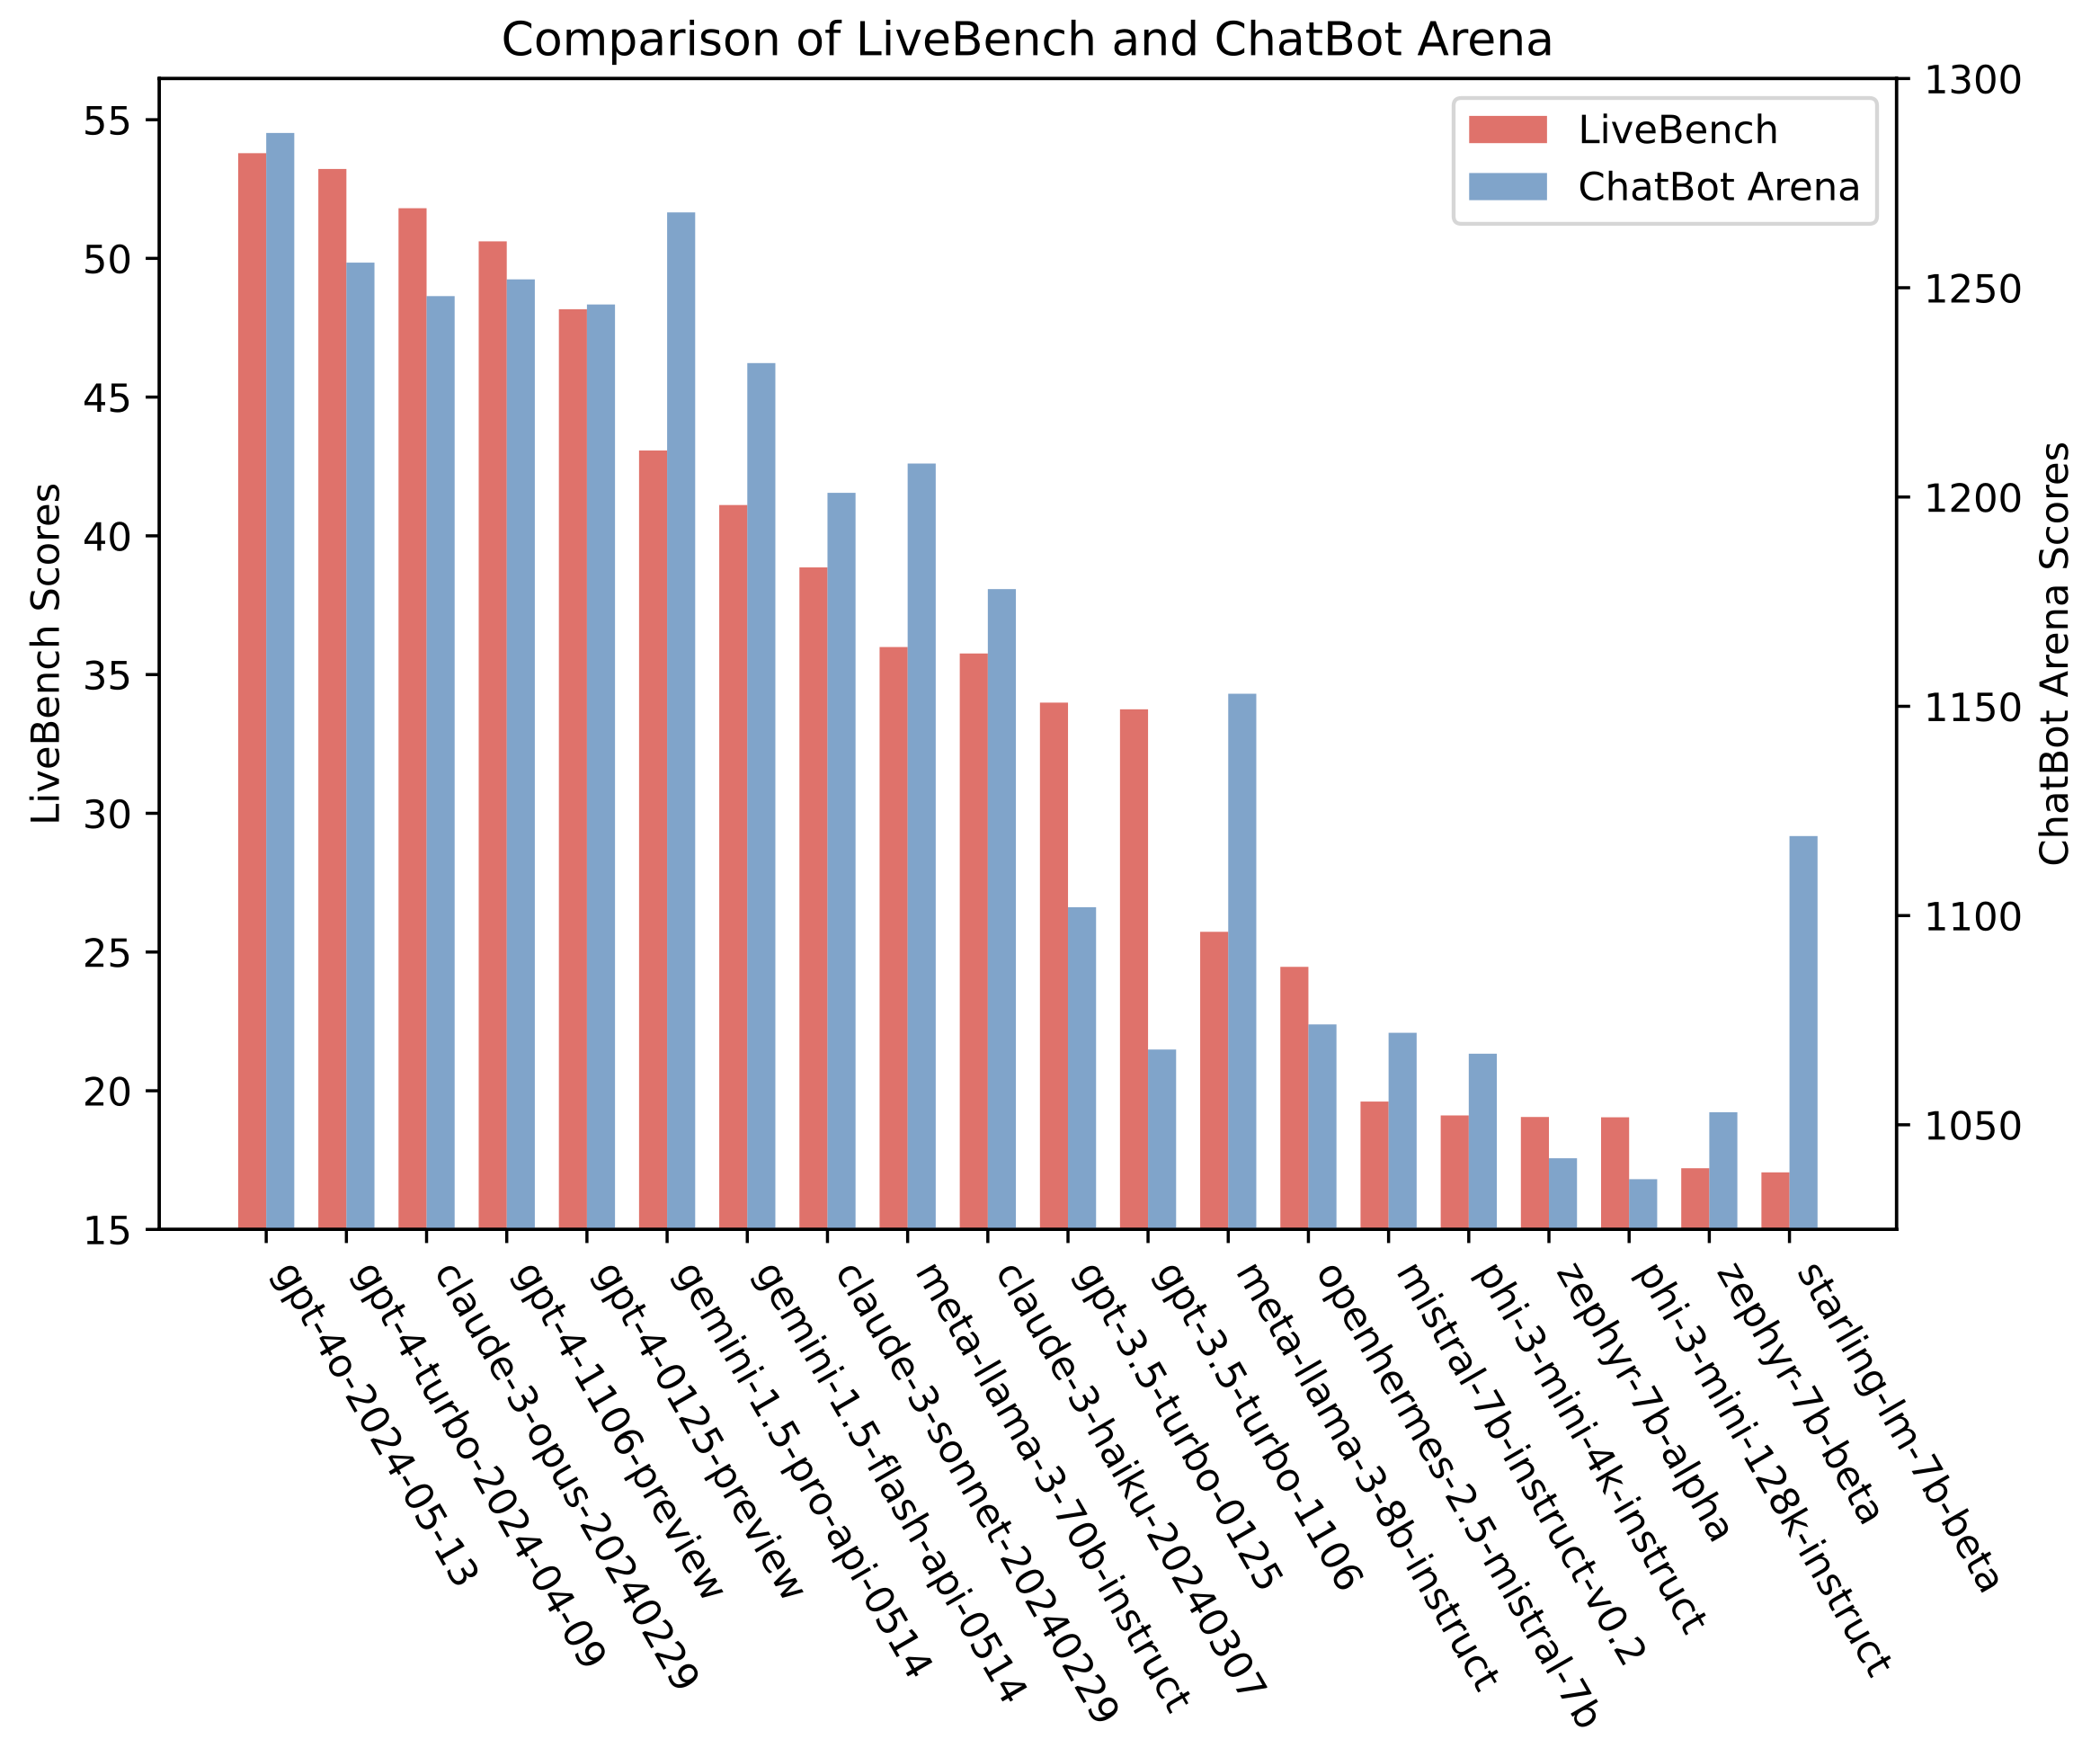 Comparison of LiveBench and ChatBot Arena
LiveBench
ChatBot Arena
LiveBench Scores
55
50
45
40
35
30
25
20
15
1300
1250
1200
1150
1100
1050
ChatBot Arena Scores
gpt-4o-2024-05-13
gpt-4-turbo-2024-04-09
claude-3-opus-20240229
gpt-4-1106-preview
gpt-4-0125-preview
gemini-1.5-pro-api-0514
gemini-1.5-flash-api-0514
claude-3-sonnet-20240229
meta-llama-3-70b-instruct
claude-3-haiku-20240307
gpt-3.5-turbo-0125
gpt-3.5-turbo-1106
meta-llama-3-8b-instruct
openhermes-2.5-mistral-7b
mistral-7b-instruct-v0.2
phi-3-mini-4k-instruct
zephyr-7b-alpha
phi-3-mini-128k-instruct
zephyr-7b-beta
starling-lm-7b-beta